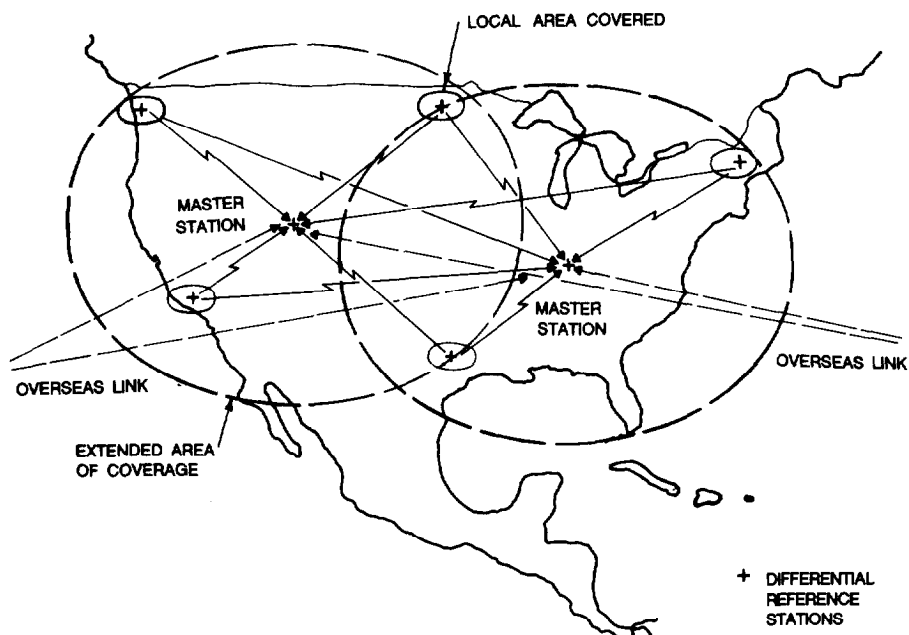 LOCAL AREA COVERED
MASTER
STATION
MASTER
STATION
OVERSEAS LINK
OVERSEAS LINK
EXTENDED AREA
OF COVERAGE
+ DIFFERENTIAL
REFERENCE
STATIONS